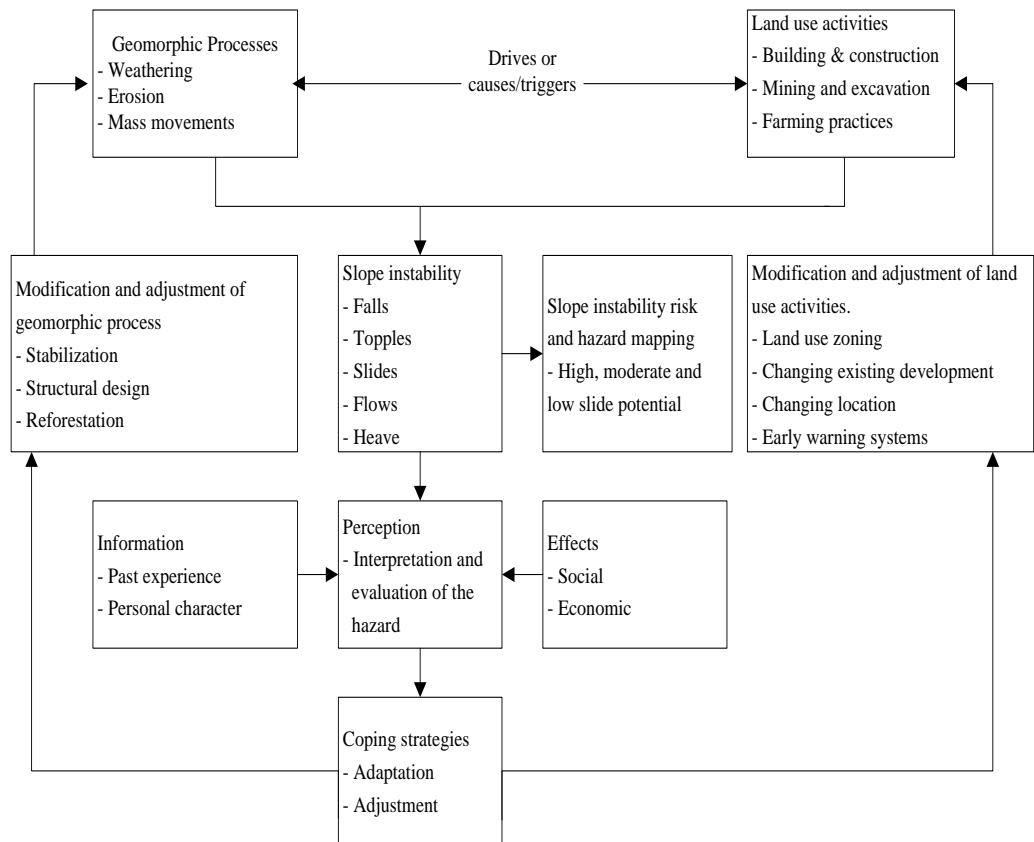 Geomorphic Processes
- Weathering
- Erosion
- Mass movements
Drives or
causes/triggers
Land use activities
- Building & construction
- Mining and excavation
- Farming practices
Modification and adjustment of
geomorphic process
- Stabilization
- Structural design
- Reforestation
Slope instability
- Falls
- Topples
- Slides
- Flows
- Heave
Slope instability risk
and hazard mapping
- High, moderate and
low slide potential
Modification and adjustment of land
use activities.
- Land use zoning
- Changing existing development
- Changing location
- Early warning systems
Information
- Past experience
- Personal character
Perception
- Interpretation and
evaluation of the
hazard
Effects
- Social
- Economic
Coping strategies
- Adaptation
- Adjustment